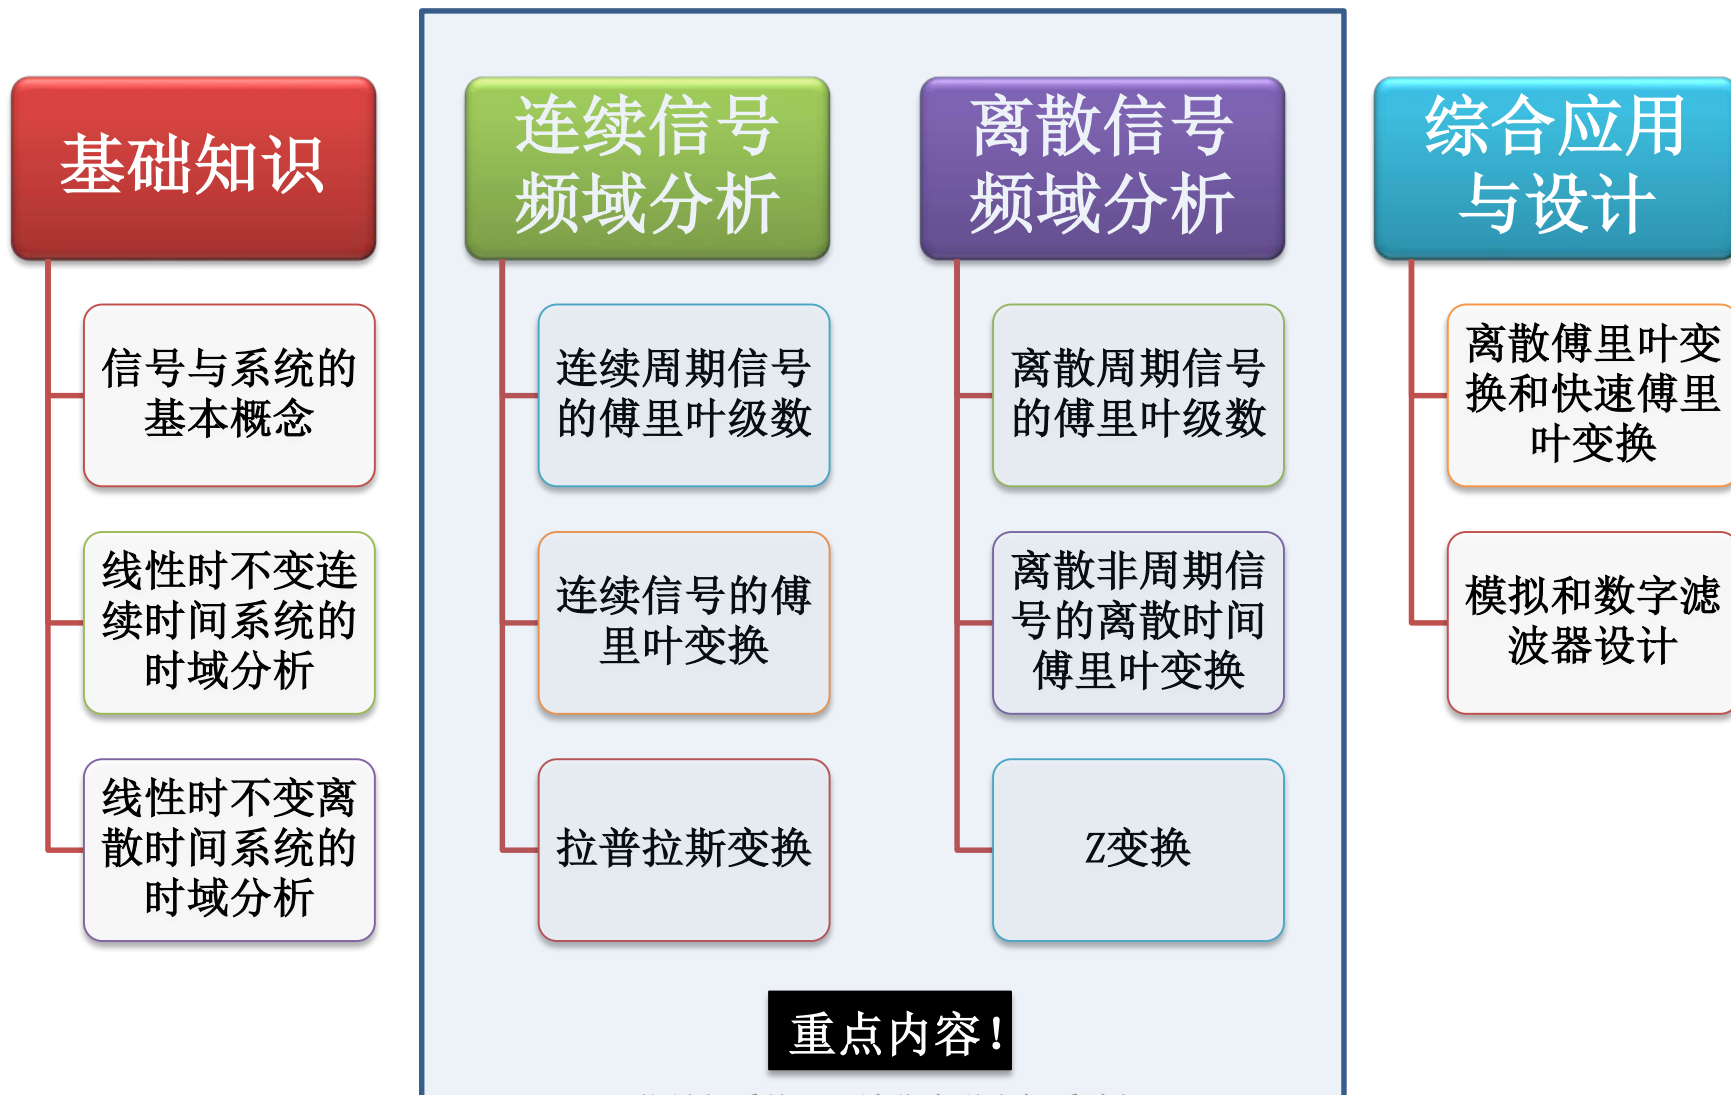 基础知识
信号与系统的
基本概念
线性时不变连
续时间系统的
时域分析
线性时不变离
散时间系统的
时域分析
连续信号
频域分析
连续周期信号
的傅里叶级数
连续信号的傅
里叶变换
拉普拉斯变换
离散信号
频域分析
离散周期信号
的傅里叶级数
离散非周期信
号的离散时间
傅里叶变换
Z变换
综合应用
与设计
离散傅里叶变
换和快速傅里
叶变换
模拟和数字滤
波器设计
重点内容!